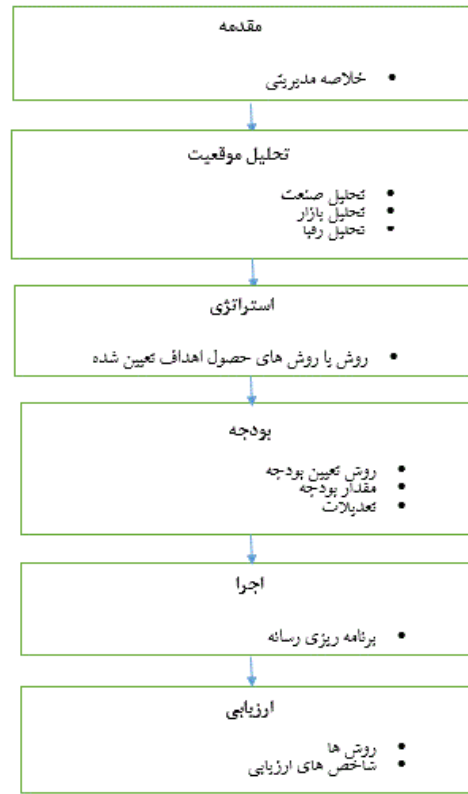 مقدمه
• خلاصه مدیریتی
تحلیل موقعیت
• تحلیل صنعت
• تحلیل بازار
• تحلیل رقبا
استراتژی
• روش یا روش های حصول اهداف تعیین شده
بودجه
• روش تعیین بودجه
• مقدار بودجه
• تعدیلات
اجرا
• برنامه ریزی رسانه
ارزیابی
• روش ها
• شاخص های ارزیابی